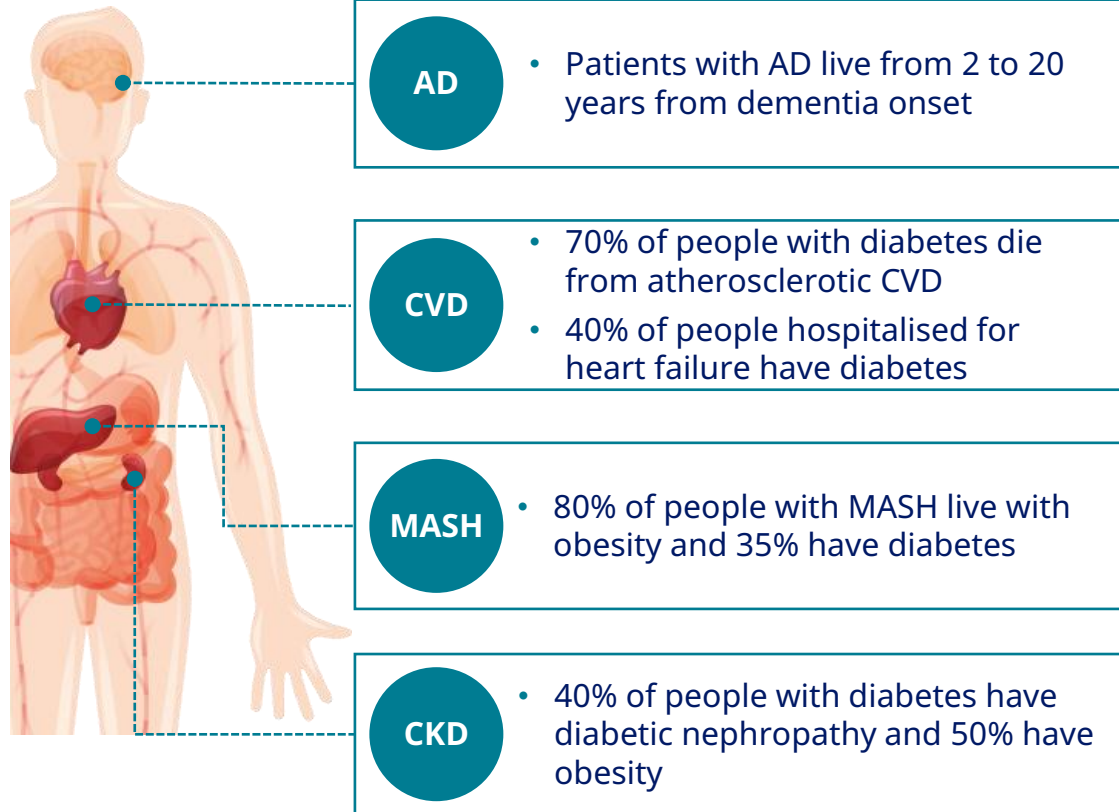 AD
• Patients with AD live from 2 to 20
years from dementia onset
CVD
• 70% of people with diabetes die
from atherosclerotic CVD
• 40% of people hospitalised for
heart failure have diabetes
MASH
• 80% of people with MASH live with
obesity and 35% have diabetes
CKD
• 40% of people with diabetes have
diabetic nephropathy and 50% have
obesity